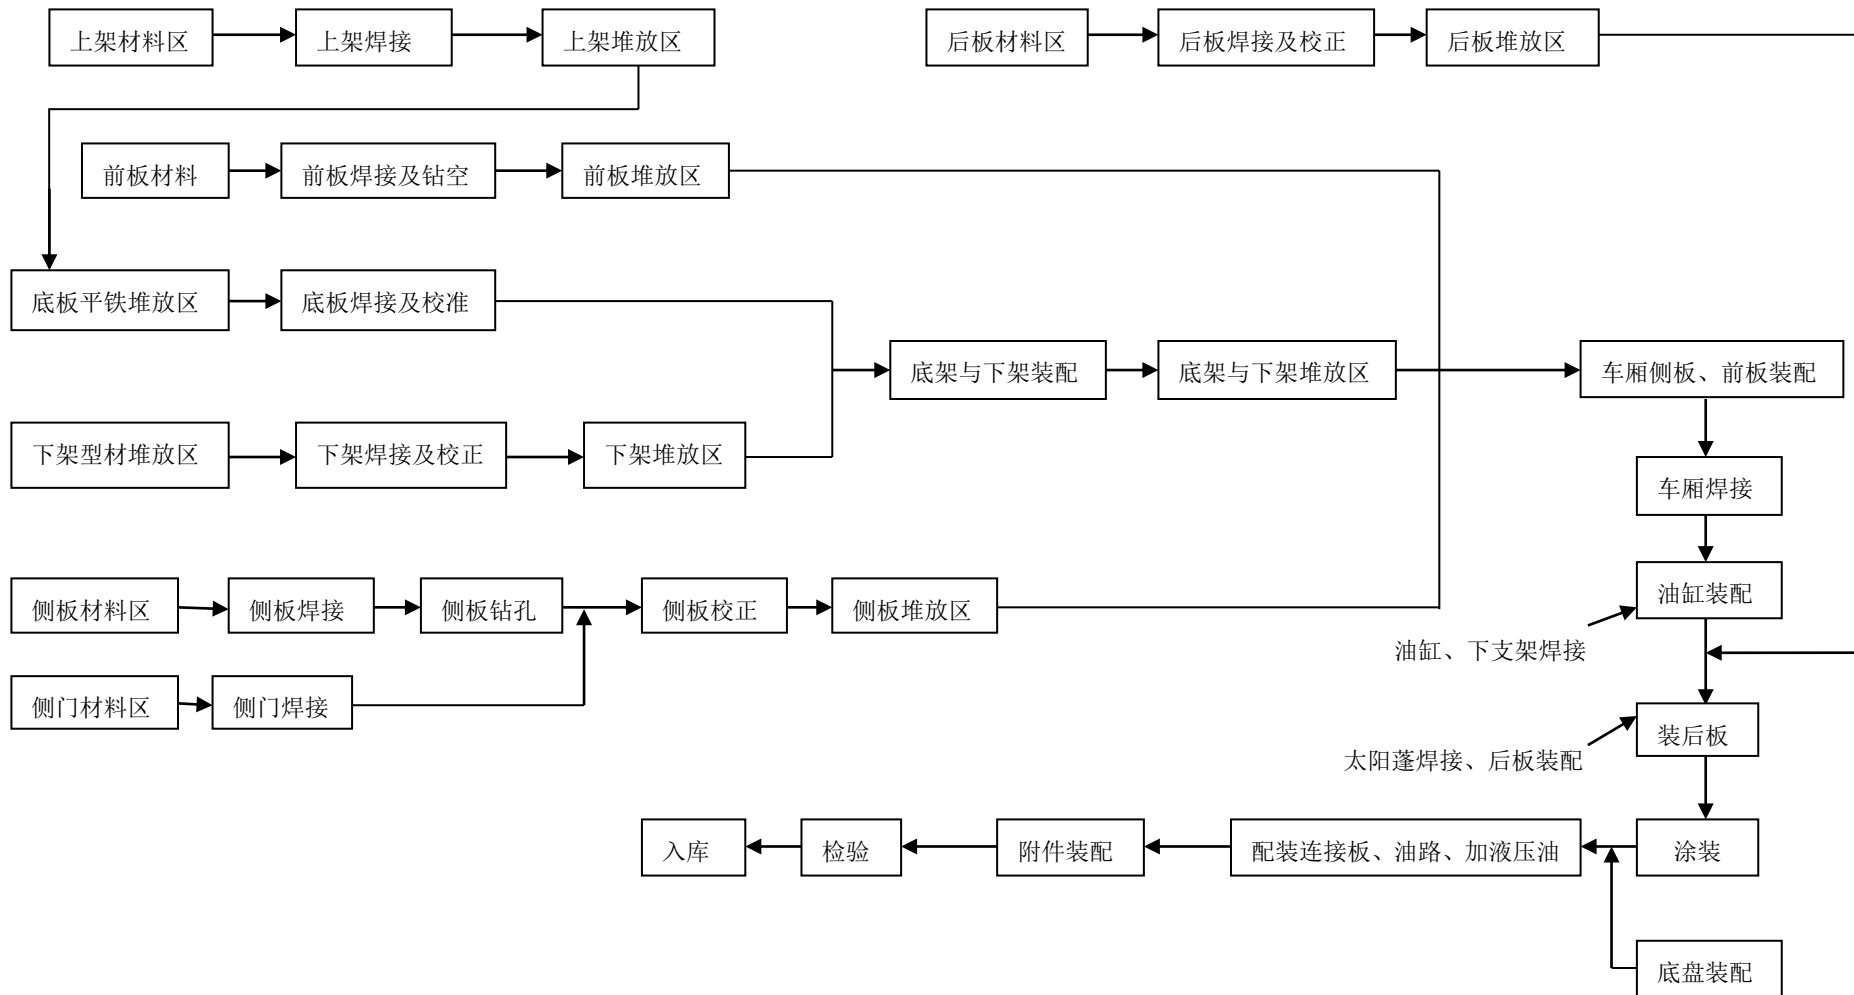 上架材料区
上架焊接
上架堆放区
后板材料区
后板焊接及校正
后板堆放区
前板材料
前板焊接及钻空
前板堆放区
底板平铁堆放区
底板焊接及校准
底架与下架装配
底架与下架堆放区
车厢侧板、前板装配
下架型材堆放区
下架焊接及校正
下架堆放区
车厢焊接
侧板材料区
侧板焊接
侧板钻孔
侧板校正
侧板堆放区
油缸装配
油缸、下支架焊接
侧门材料区
侧门焊接
装后板
太阳蓬焊接、后板装配
入库
检验
附件装配
配装连接板、油路、加液压油
涂装
底盘装配